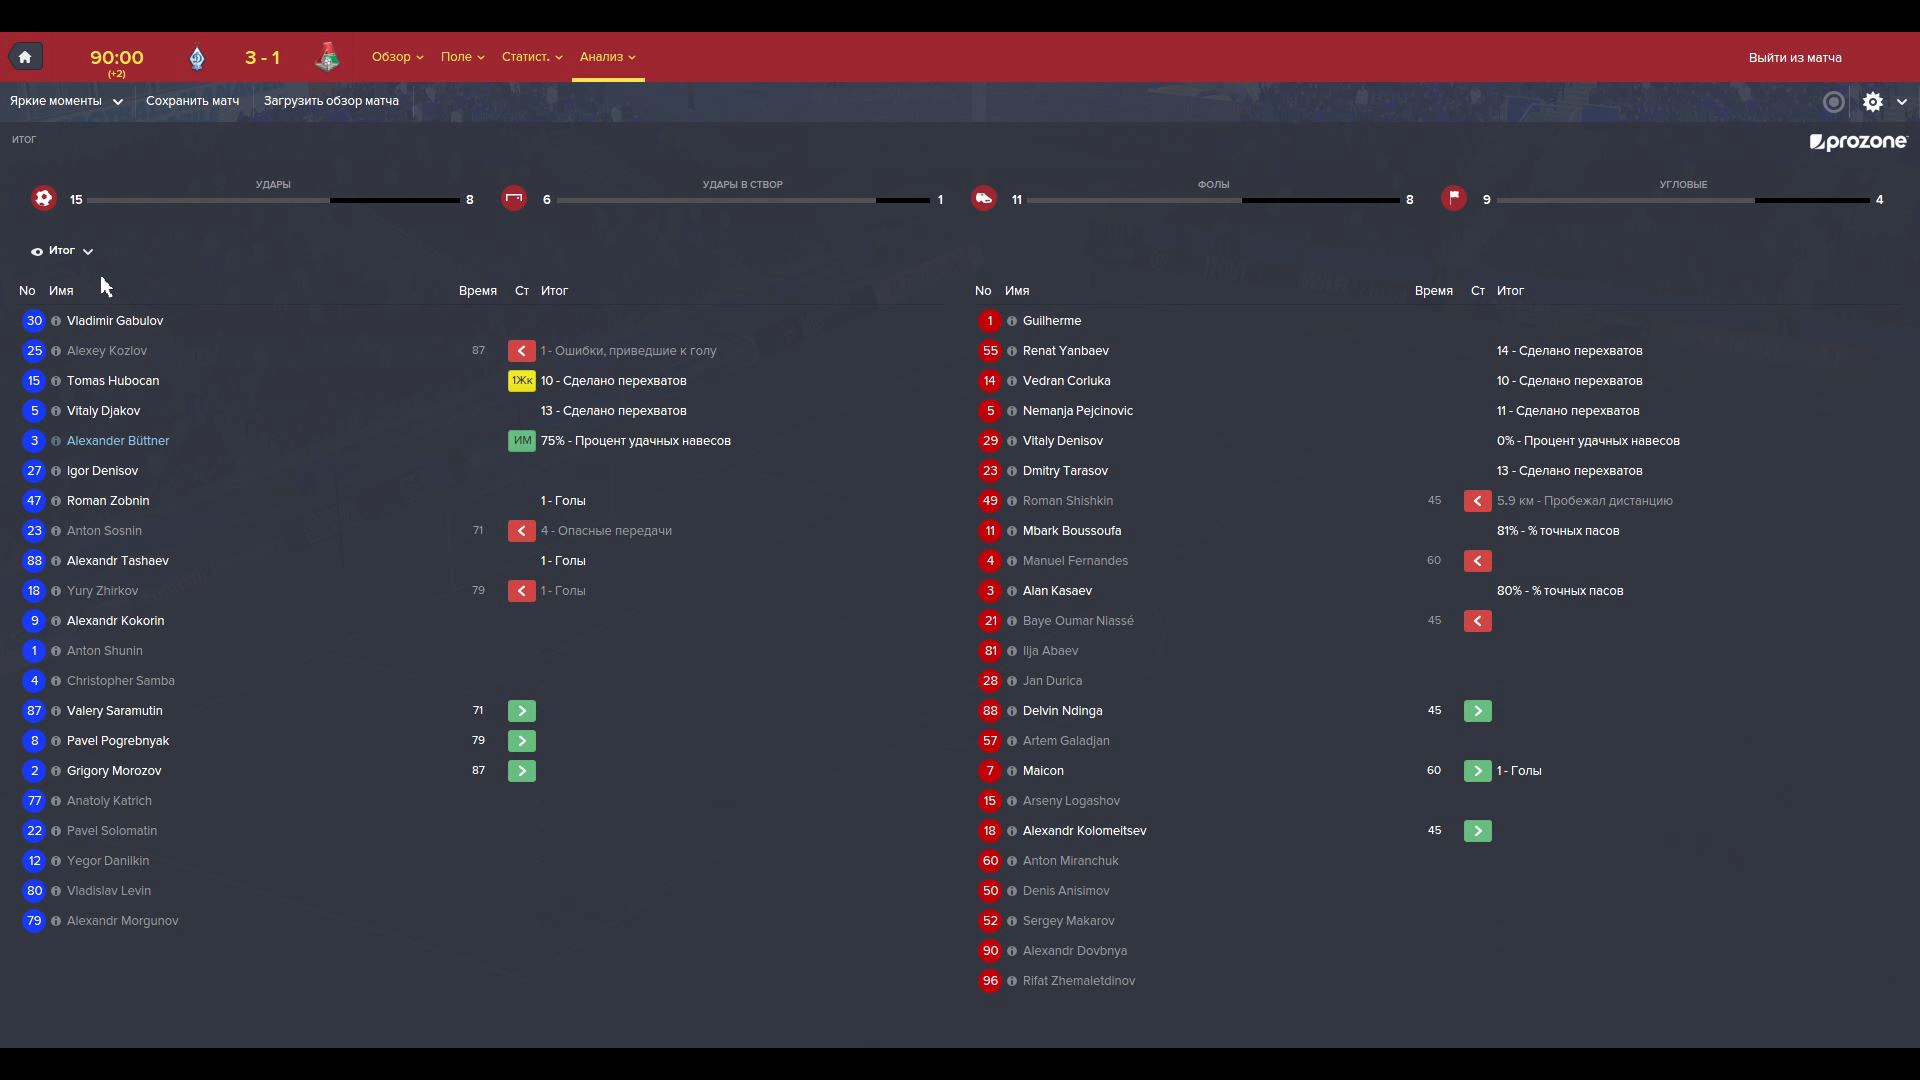 90:00
(+2)
3 - 1
Обзор
Поле
Статист.
Анализ
Выйти из матча
Яркие моменты
Сохранить матч
Загрузить обзор матча
ИТОГ
prozone
УДАРЫ
15
8
УДАРЫ В СТВОР
6
1
ФОЛЫ
11
8
УГЛОВЫЕ
9
4
Итог
No Имя Время Ст Итог
30 Vladimir Gabulov
25 Alexey Kozlov 87 1 - Ошибки, приведшие к голу
15 Tomas Hubocan 1Жк 10 - Сделано перехватов
5 Vitaly Djakov 13 - Сделано перехватов
3 Alexander Büttner ИМ 75% - Процент удачных навесов
27 Igor Denisov
47 Roman Zobnin 1 - Голы
23 Anton Sosnin 71 4 - Опасные передачи
88 Alexandr Tashaev 1 - Голы
18 Yury Zhirkov 79 1 - Голы
9 Alexandr Kokorin
1 Anton Shunin
4 Christopher Samba
87 Valery Saramutin 71
8 Pavel Pogrebnyak 79
2 Grigory Morozov 87
77 Anatoly Katrich
22 Pavel Solomatin
12 Yegor Danilkin
80 Vladislav Levin
79 Alexandr Morgunov
No Имя Время Ст Итог
1 Guilherme
55 Renat Yanbaev 14 - Сделано перехватов
14 Vedran Corluka 10 - Сделано перехватов
5 Nemanja Pejcinovic 11 - Сделано перехватов
29 Vitaly Denisov 0% - Процент удачных навесов
23 Dmitry Tarasov 13 - Сделано перехватов
49 Roman Shishkin 45 5.9 км - Пробежал дистанцию
11 Mbark Boussoufa 81% - % точных пасов
4 Manuel Fernandes 60
3 Alan Kasaev 80% - % точных пасов
21 Baye Oumar Niassé 45
81 Ilja Abaev
28 Jan Durica
88 Delvin Ndinga 45
57 Artem Galadjan
7 Maicon 60 1 - Голы
15 Arseny Logashov
18 Alexandr Kolomeitsev 45
60 Anton Miranchuk
50 Denis Anisimov
52 Sergey Makarov
90 Alexandr Dovbnya
96 Rifat Zhemaletdinov